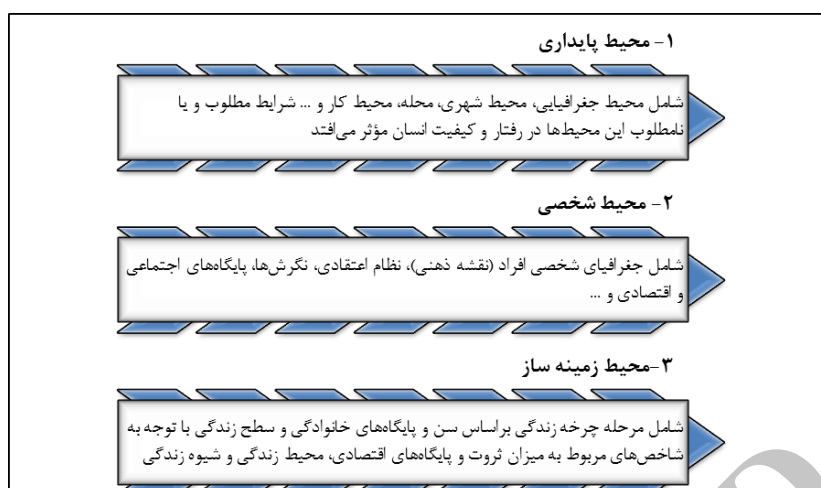 ۱- محیط پایداری
شامل محیط جغرافیایی، محیط شهری، محله، محیط کار و ... شرایط مطلوب و یا
نامطلوب این محیط‌ها در رفتار و کیفیت انسان مؤثر می‌افتد
۲- محیط شخصی
شامل جغرافیای شخصی افراد (نقشه ذهنی)، نظام اعتقادی، نگرش‌ها، پایگاه‌های اجتماعی
و اقتصادی و ...
۳-محیط زمینه ساز
شامل مرحله چرخه زندگی براساس سن و پایگاه‌های خانوادگی و سطح زندگی با توجه به
شاخص‌های مربوط به میزان ثروت و پایگاه‌های اقتصادی، محیط زندگی و شیوه زندگی